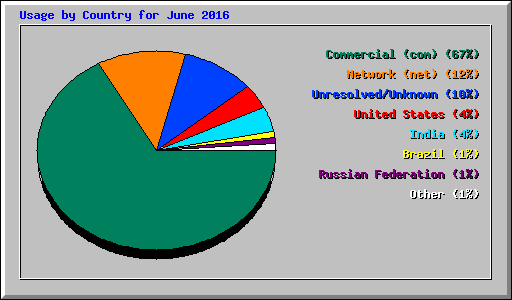 Usage by Country for June 2016
Commercial (com) (67%)
Network (net) (12%)
Unresolved/Unknown (10%)
United States (4%)
India (4%)
Brazil (1%)
Russian Federation (1%)
Other (1%)